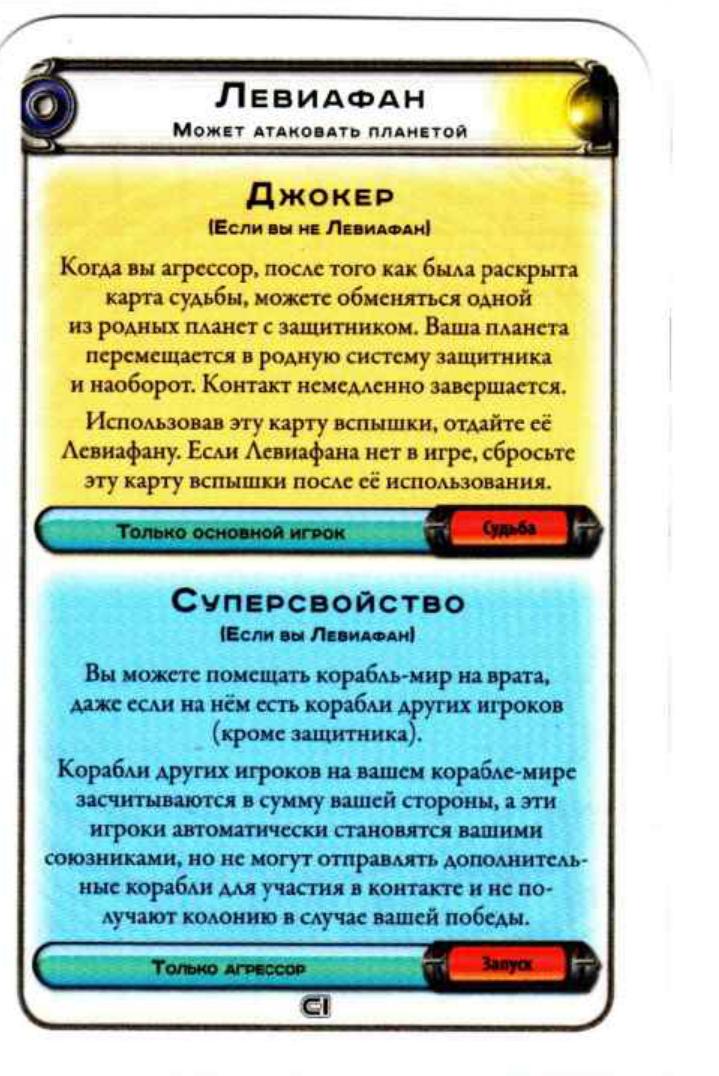 Левиафан
Может атаковать планетой
Джокер
(Если вы не Левиафан)
Когда вы агрессор, после того как была раскрыта
карта судьбы, можете обменяться одной
из родных планет с защитником. Ваша планета
перемещается в родную систему защитника
и наоборот. Контакт немедленно завершается.
Использовав эту карту вспышки, отдайте её
Левиафану. Если Левиафана нет в игре, сбросьте
эту карту вспышки после её использования.
Только основной игрок
Судьба
Суперсвойство
(Если вы Левиафан)
Вы можете помещать корабль-мир на врата,
даже если на нём есть корабли других игроков
(кроме защитника).
Корабли других игроков на вашем корабле-мире
засчитываются в сумму вашей стороны, а эти
игроки автоматически становятся вашими
союзниками, но не могут отправлять дополнитель-
ные корабли для участия в контакте и не по-
лучают колонию в случае вашей победы.
Только агрессор
Запуск
CI